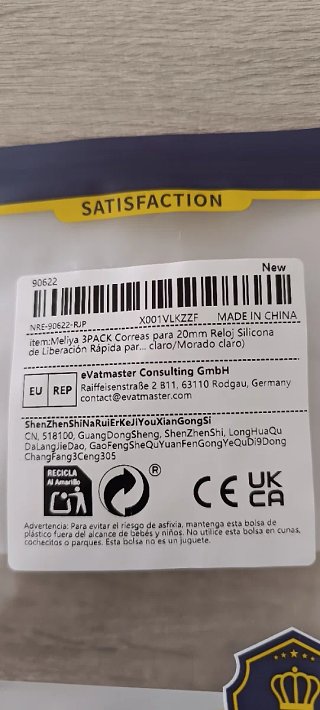 SATISFACTION
90622
New
NRE-90622-RJP X001VLKZZF MADE IN CHINA
item:Meliya 3PACK Correas para 20mm Reloj Silicona
de Liberación Rápida par... claro/Morado claro)
EU REP
eVatmaster Consulting GmbH
Raiffeisenstraße 2 B11, 63110 Rodgau, Germany
contact@evatmaster.com
ShenZhenShiNaRuiErKeJiYouXianGongSi
CN, 518100, GuangDongSheng, ShenZhenShi, LongHuaQu
DaLangJieDao, GaoFengSheQuYuanFenGongYeQuDi9Dong
ChangFang3Ceng305
RECICLA
Al Amarillo
®
CE UK
CA
Advertencia: Para evitar el riesgo de asfixia, mantenga esta bolsa de
plástico fuera del alcance de bebés y niños. No utilice esta bolsa en cunas,
cochecitos o parques. Esta bolsa no es un juguete.